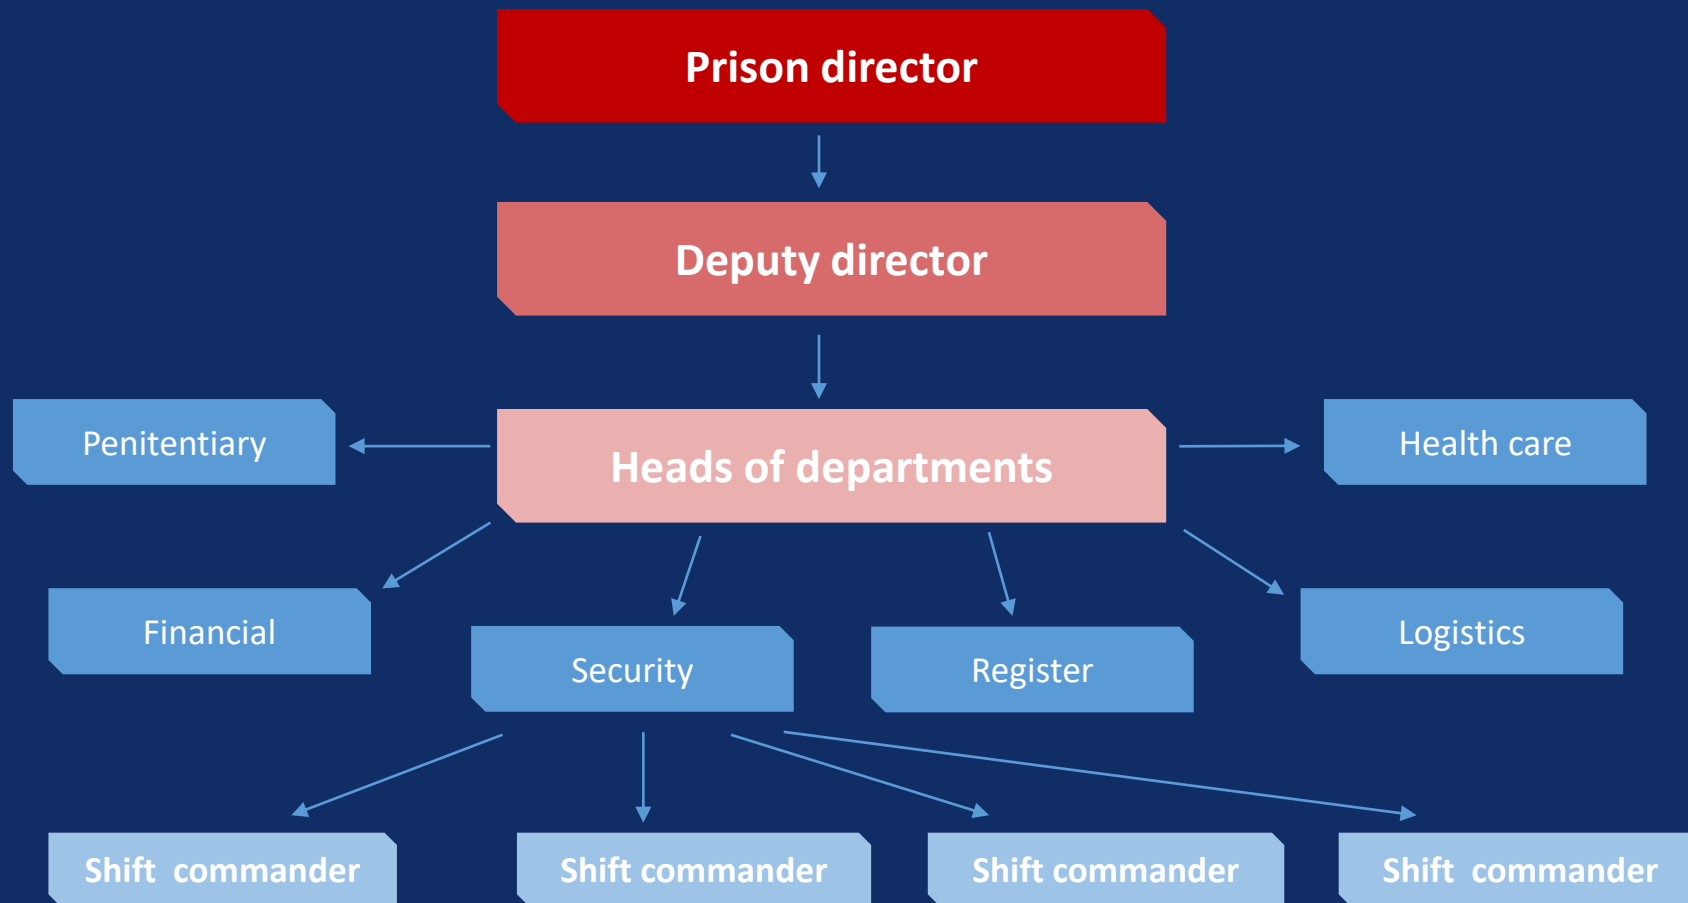 Prison director
Deputy director
Penitentiary
Heads of departments
Health care
Financial
Security
Register
Logistics
Shift  commander
Shift commander
Shift commander
Shift  commander